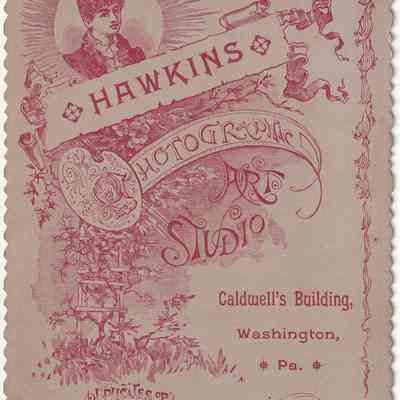 HAWKINS
PHOTOGRAPHIC
ART
STUDIO
Caldwell's Building,
Washington,
Pa.